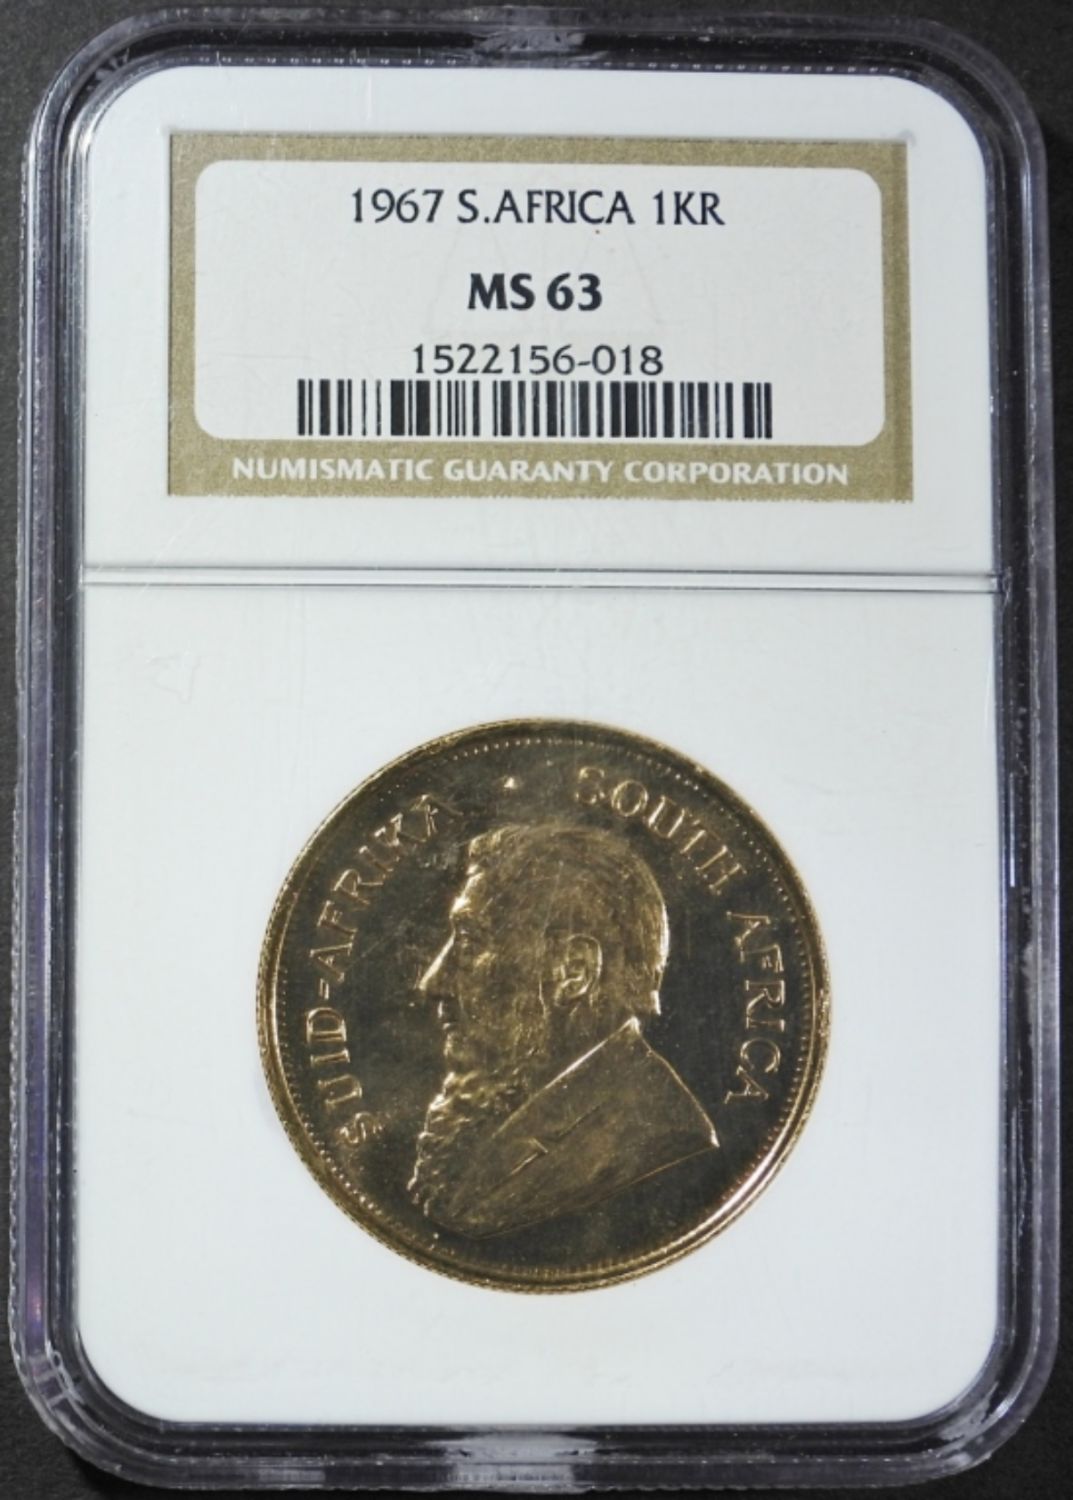 1967 S.AFRICA 1KR
MS 63
1522156-018
NUMISMATIC GUARANTY CORPORATION
SUID-AFRIKA · SOUTH AFRICA